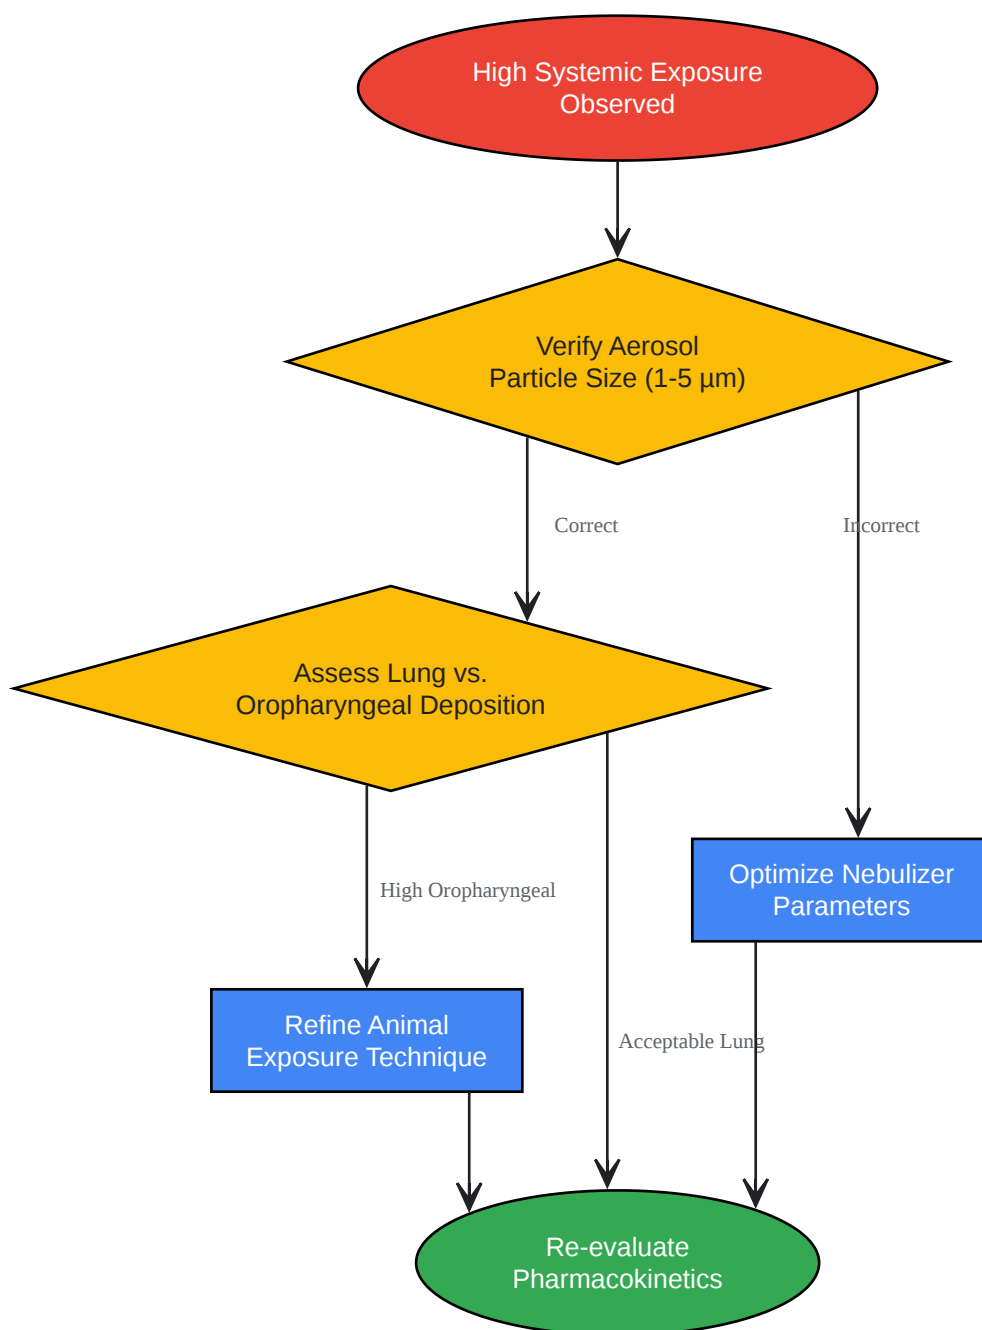 High Systemic Exposure
Observed
Verify Aerosol
Particle Size (1-5 µm)
Correct
Incorrect
Assess Lung vs.
Oropharyngeal Deposition
Optimize Nebulizer
Parameters
High Oropharyngeal
Refine Animal
Exposure Technique
Acceptable Lung
Re-evaluate
Pharmacokinetics